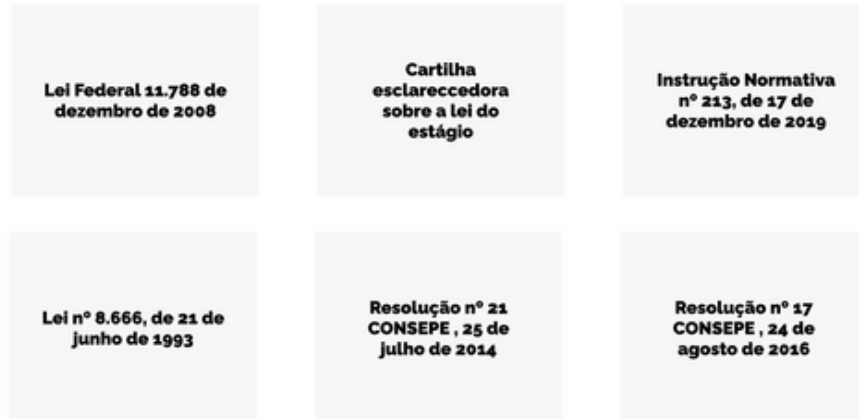 Lei Federal 11.788 de
dezembro de 2008
Cartilha
esclareccedora
sobre a lei do
estágio
Instrução Normativa
nº 213, de 17 de
dezembro de 2019
Lei nº 8.666, de 21 de
junho de 1993
Resolução nº 21
CONSEPE , 25 de
julho de 2014
Resolução nº 17
CONSEPE , 24 de
agosto de 2016